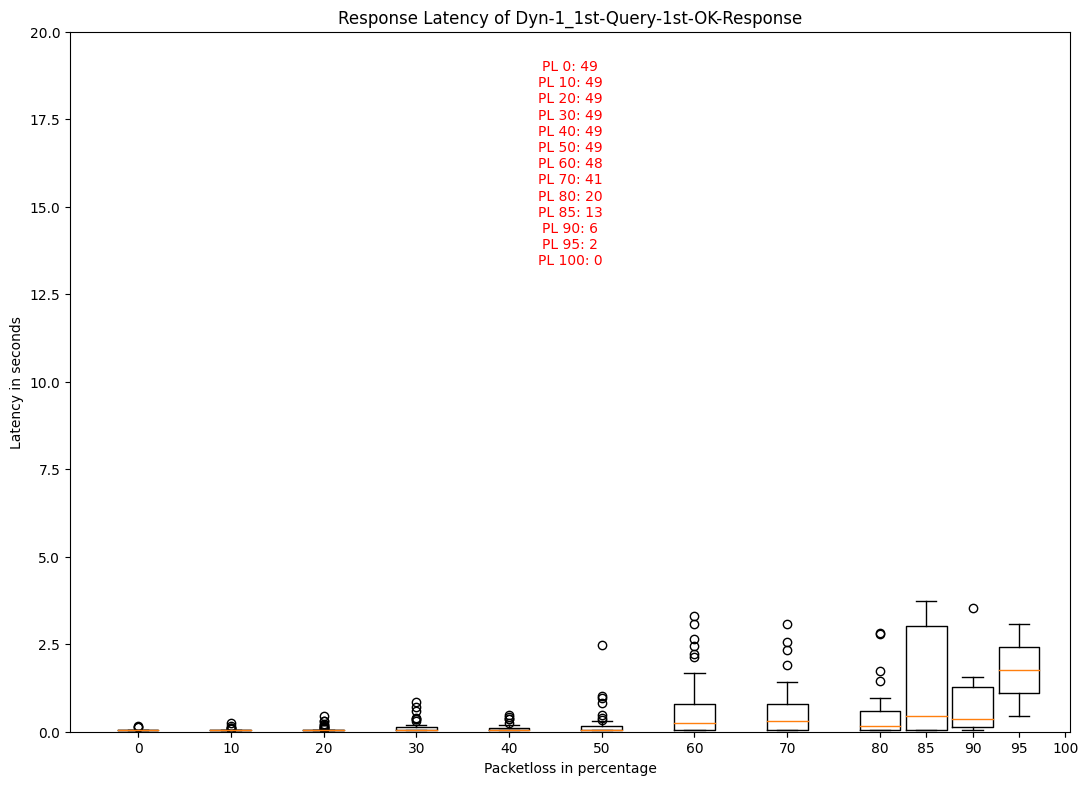 Response Latency of Dyn-1_1st-Query-1st-OK-Response
20.0
17.5
15.0
12.5
10.0
7.5
5.0
2.5
0.0
Latency in seconds
PL 0: 49
PL 10: 49
PL 20: 49
PL 30: 49
PL 40: 49
PL 50: 49
PL 60: 48
PL 70: 41
PL 80: 20
PL 85: 13
PL 90: 6
PL 95: 2
PL 100: 0
0 10 20 30 40 50 60 70 80 85 90 95 100
Packetloss in percentage